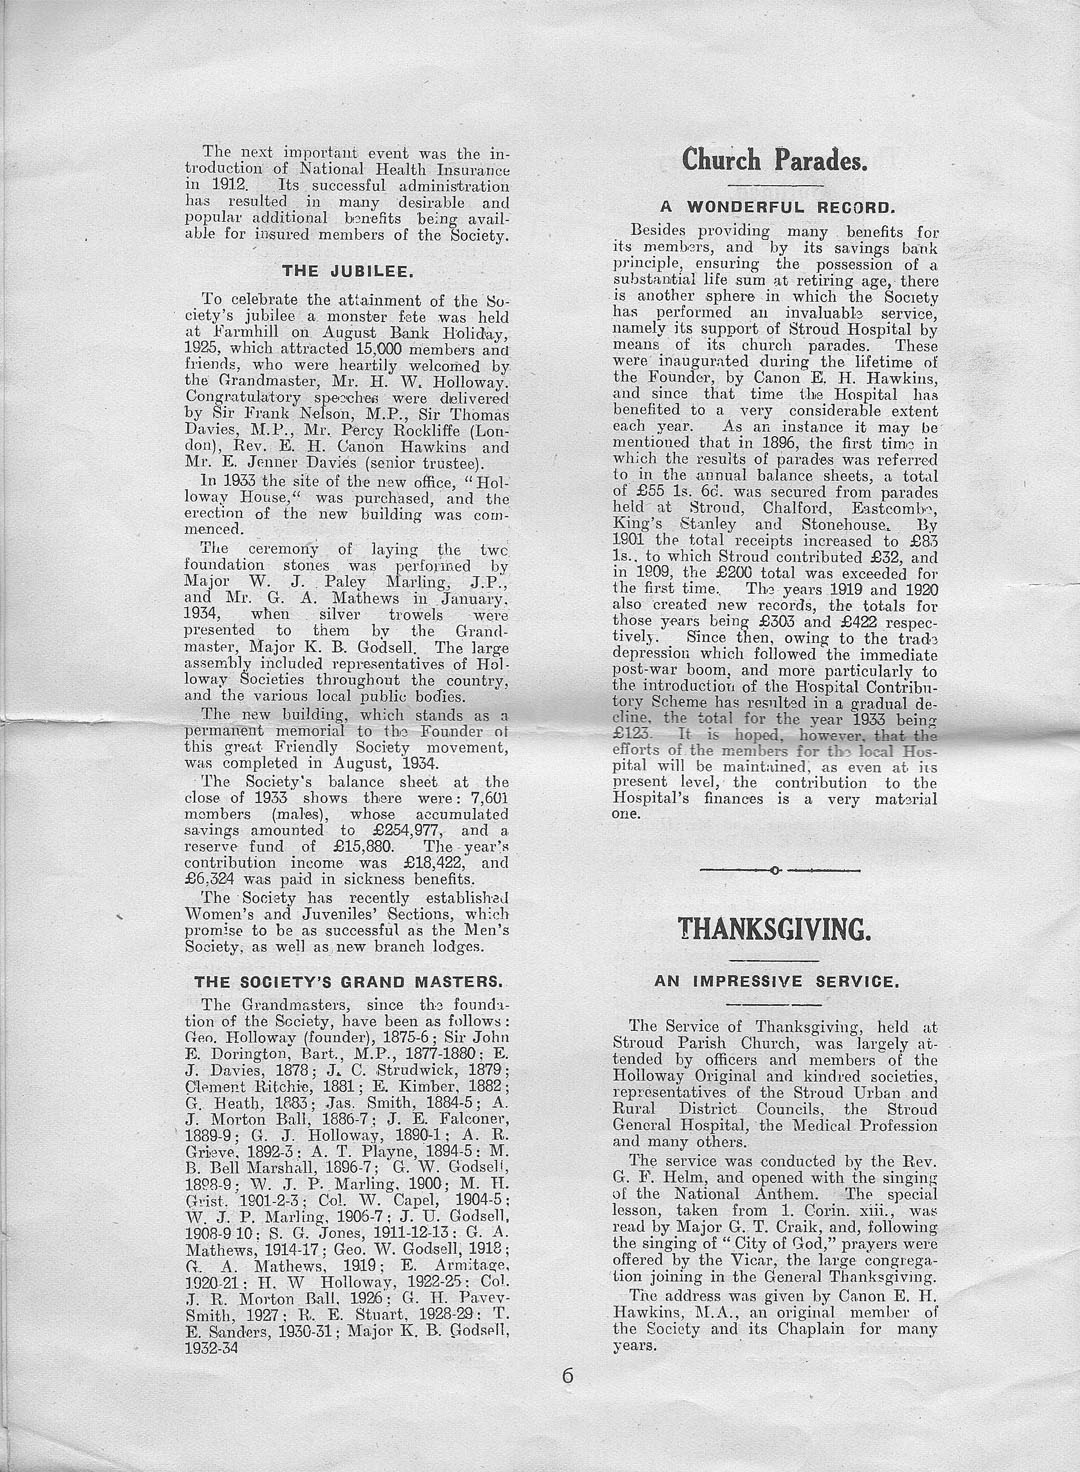 The next important event was the in-
troduction of National Health Insurance
in 1912. Its successful administration
has resulted in many desirable and
popular additional benefits being avail-
able for insured members of the Society.
THE JUBILEE.
To celebrate the attainment of the So-
ciety's jubilee a monster fete was held
at Farmhill on August Bank Holiday,
1925, which attracted 15,000 members and
friends, who were heartily welcomed by
the Grandmaster, Mr. H. W. Holloway.
Congratulatory speeches were delivered
by Sir Frank Nelson, M.P., Sir Thomas
Davies, M.P., Mr. Percy Rockliffe (Lon-
don), Rev. E. H. Canon Hawkins and
Mr. E. Jenner Davies (senior trustee).
In 1933 the site of the new office, "Hol-
loway House," was purchased, and the
erection of the new building was com-
menced.
The ceremony of laying the two
foundation stones was performed by
Major W. J. Paley Marling, J.P.,
and Mr. G. A. Mathews in January,
1934, when silver trowels were
presented to them by the Grand-
master, Major K. B. Godsell. The large
assembly included representatives of Hol-
loway Societies throughout the country,
and the various local public bodies.
The new building, which stands as a
permanent memorial to the Founder of
this great Friendly Society movement,
was completed in August, 1934.
The Society's balance sheet at the
close of 1933 shows there were: 7,601
members (males), whose accumulated
savings amounted to £254,977, and a
reserve fund of £15,880. The year's
contribution income was £18,422, and
£6,324 was paid in sickness benefits.
The Society has recently established
Women's and Juveniles' Sections, which
promise to be as successful as the Men's
Society, as well as new branch lodges.
THE SOCIETY'S GRAND MASTERS.
The Grandmasters, since the founda-
tion of the Society, have been as follows:
Geo. Holloway (founder), 1875-6; Sir John
E. Dorington, Bart., M.P., 1877-1880; E.
J. Davies, 1878; J. C. Strudwick, 1879;
Clement Ritchie, 1881; E. Kimber, 1882;
G. Heath, 1883; Jas. Smith, 1884-5; A.
J. Morton Ball, 1886-7; J. E. Falconer,
1889-9; G. J. Holloway, 1890-1; A. R.
Grieve, 1892-3; A. T. Playne, 1894-5; M.
B. Bell Marshall, 1896-7; G. W. Godsell,
1898-9; W. J. P. Marling, 1900; M. H.
Grist, 1901-2-3; Col. W. Capel, 1904-5;
W. J. P. Marling, 1906-7; J. U. Godsell,
1908-9 10; S. G. Jones, 1911-12-13; G. A.
Mathews, 1914-17; Geo. W. Godsell, 1918;
G. A. Mathews, 1919; E. Armitage,
1920-21; H. W Holloway, 1922-25; Col.
J. R. Morton Ball, 1926; G. H. Pavey-
Smith, 1927; R. E. Stuart, 1928-29; T.
E. Sanders, 1930-31; Major K. B. Godsell,
1932-34
Church Parades.
A WONDERFUL RECORD.
Besides providing many benefits for
its members, and by its savings bank
principle, ensuring the possession of a
substantial life sum at retiring age, there
is another sphere in which the Society
has performed an invaluable service,
namely its support of Stroud Hospital by
means of its church parades. These
were inaugurated during the lifetime of
the Founder, by Canon E. H. Hawkins,
and since that time the Hospital has
benefited to a very considerable extent
each year. As an instance it may be
mentioned that in 1896, the first time in
which the results of parades was referred
to in the annual balance sheets, a total
of £55 1s. 6d. was secured from parades
held at Stroud, Chalford, Eastcombe,
King's Stanley and Stonehouse. By
1901 the total receipts increased to £83
1s., to which Stroud contributed £32, and
in 1909, the £200 total was exceeded for
the first time. The years 1919 and 1920
also created new records, the totals for
those years being £303 and £422 respec-
tively. Since then, owing to the trade
depression which followed the immediate
post-war boom, and more particularly to
the introduction of the Hospital Contribu-
tory Scheme has resulted in a gradual de-
cline, the total for the year 1933 being
£123. It is hoped, however, that the
efforts of the members for the local Hos-
pital will be maintained, as even at its
present level, the contribution to the
Hospital's finances is a very material
one.
THANKSGIVING.
AN IMPRESSIVE SERVICE.
The Service of Thanksgiving, held at
Stroud Parish Church, was largely at-
tended by officers and members of the
Holloway Original and kindred societies,
representatives of the Stroud Urban and
Rural District Councils, the Stroud
General Hospital, the Medical Profession
and many others.
The service was conducted by the Rev.
G. F. Helm, and opened with the singing
of the National Anthem. The special
lesson, taken from 1. Corin. xiii., was
read by Major G. T. Craik, and, following
the singing of "City of God," prayers were
offered by the Vicar, the large congrega-
tion joining in the General Thanksgiving.
The address was given by Canon E. H.
Hawkins, M.A., an original member of
the Society and its Chaplain for many
years.
6